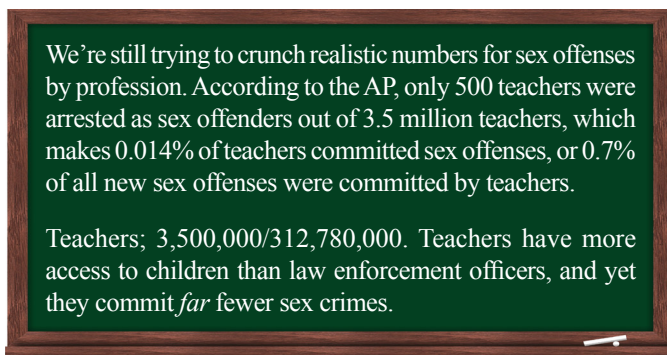 We’re still trying to crunch realistic numbers for sex offenses
by profession. According to the AP, only 500 teachers were
arrested as sex offenders out of 3.5 million teachers, which
makes 0.014% of teachers committed sex offenses, or 0.7%
of all new sex offenses were committed by teachers.
Teachers; 3,500,000/312,780,000. Teachers have more
access to children than law enforcement officers, and yet
they commit far fewer sex crimes.